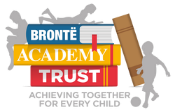 BRONTË
ACADEMY
TRUST
ACHIEVING TOGETHER
FOR EVERY CHILD